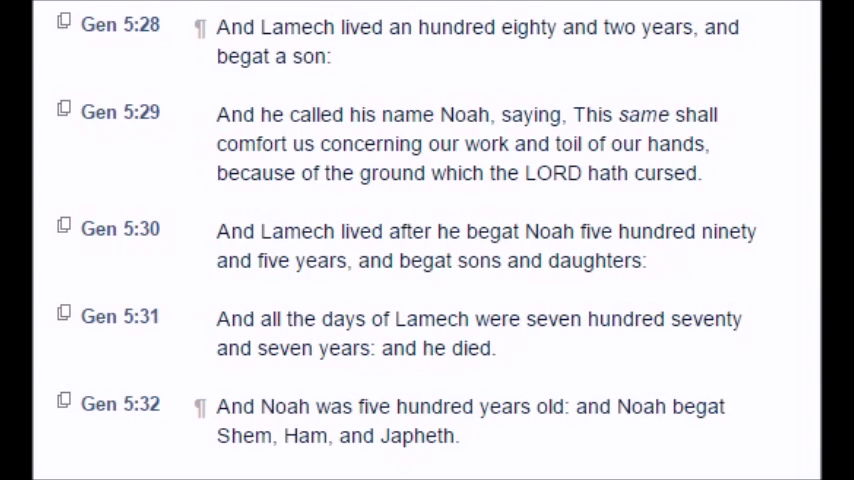 Gen 5:28 ¶ And Lamech lived an hundred eighty and two years, and
begat a son:
Gen 5:29 And he called his name Noah, saying, This same shall
comfort us concerning our work and toil of our hands,
because of the ground which the LORD hath cursed.
Gen 5:30 And Lamech lived after he begat Noah five hundred ninety
and five years, and begat sons and daughters:
Gen 5:31 And all the days of Lamech were seven hundred seventy
and seven years: and he died.
Gen 5:32 ¶ And Noah was five hundred years old: and Noah begat
Shem, Ham, and Japheth.